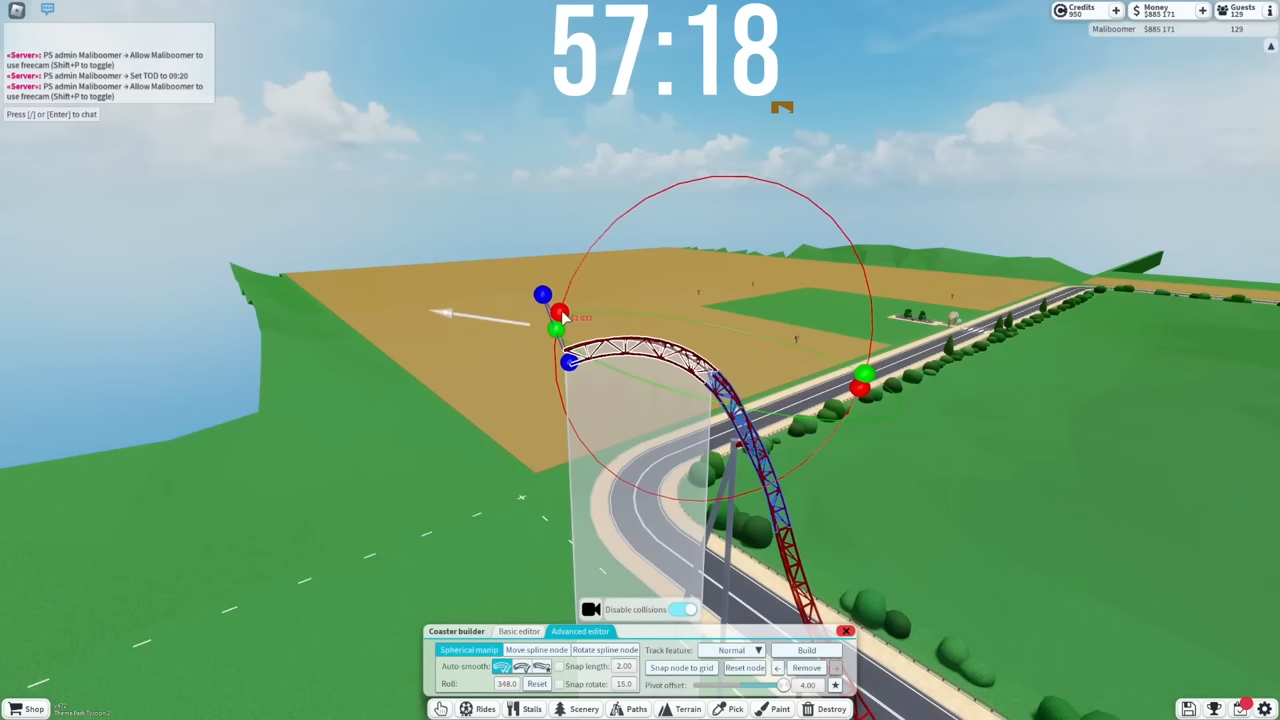 57:18
Credits
950
Money
$885 171
Guests
129
Maliboomer $885 171 129
«Server»: PS admin Maliboomer → Allow Maliboomer to
use freecam (Shift+P to toggle)
«Server»: PS admin Maliboomer → Set TOD to 09:20
«Server»: PS admin Maliboomer → Allow Maliboomer to
use freecam (Shift+P to toggle)
Press [/] or [Enter] to chat
Disable collisions
Coaster builder Basic editor Advanced editor
Spherical manip Move spline node Rotate spline node Track feature: Normal Build
Auto-smooth: Snap length: 2.00 Snap node to grid Reset node Remove
Roll: 348.0 Reset Snap rotate: 15.0 Pivot offset: 4.00
Shop
v472
Theme Park Tycoon 2
Rides Stalls Scenery Paths Terrain Pick Paint Destroy